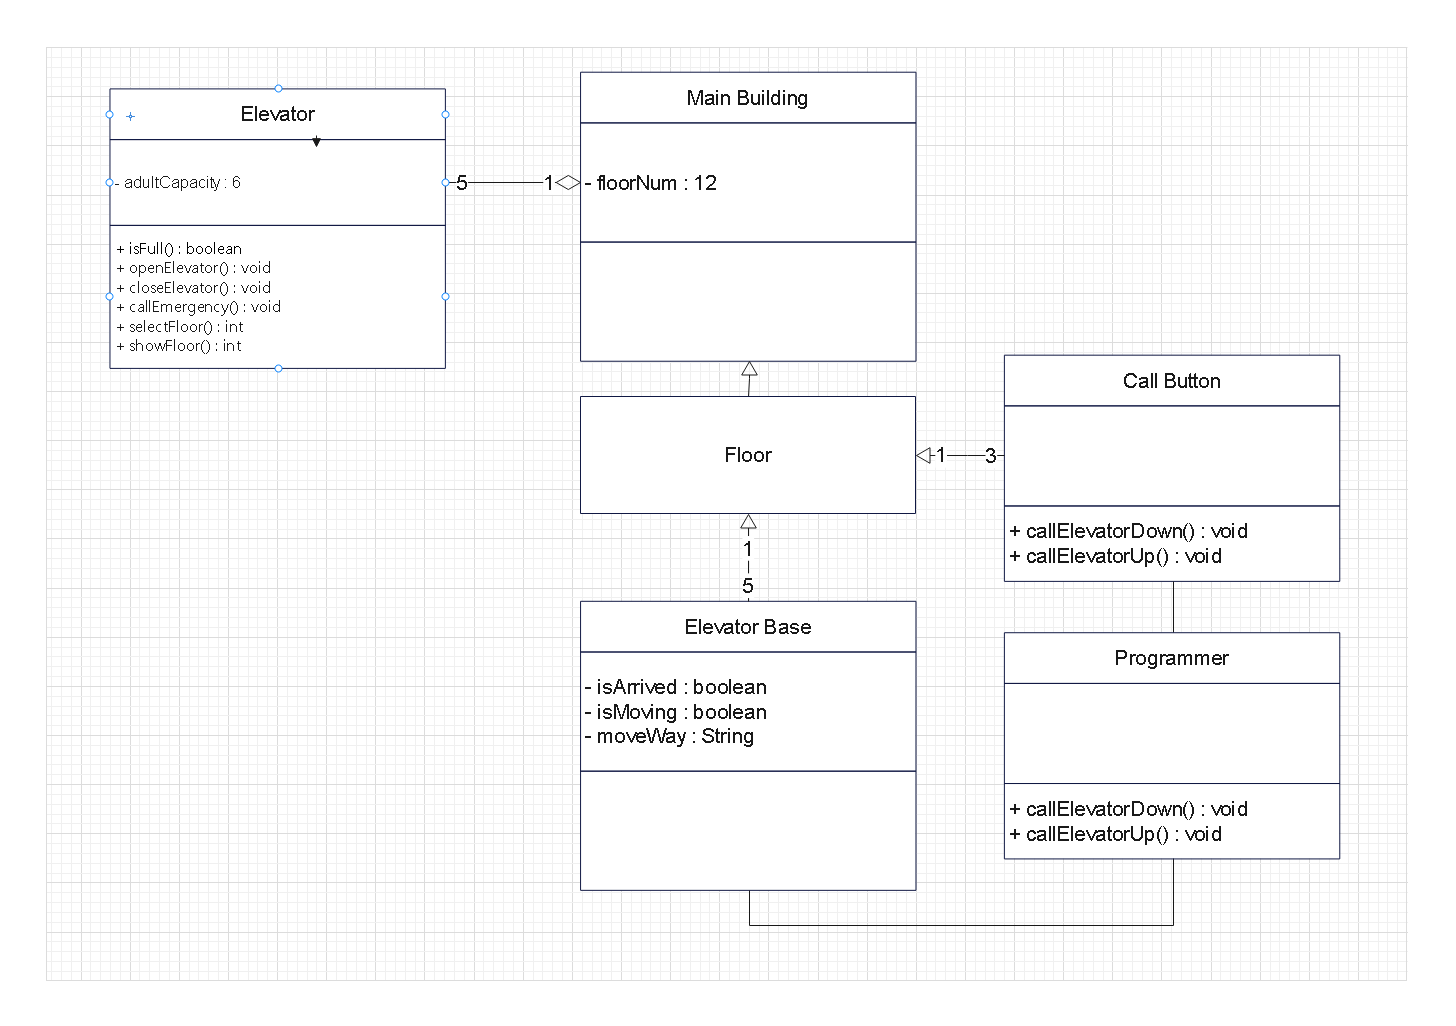 Elevator
- adultCapacity : 6
+ isFull() : boolean
+ openElevator() : void
+ closeElevator() : void
+ callEmergency() : void
+ selectFloor() : int
+ showFloor() : int
5
1
Main Building
- floorNum : 12
Floor
1
3
Call Button
+ callElevatorDown() : void
+ callElevatorUp() : void
1
5
Elevator Base
- isArrived : boolean
- isMoving : boolean
- moveWay : String
Programmer
+ callElevatorDown() : void
+ callElevatorUp() : void